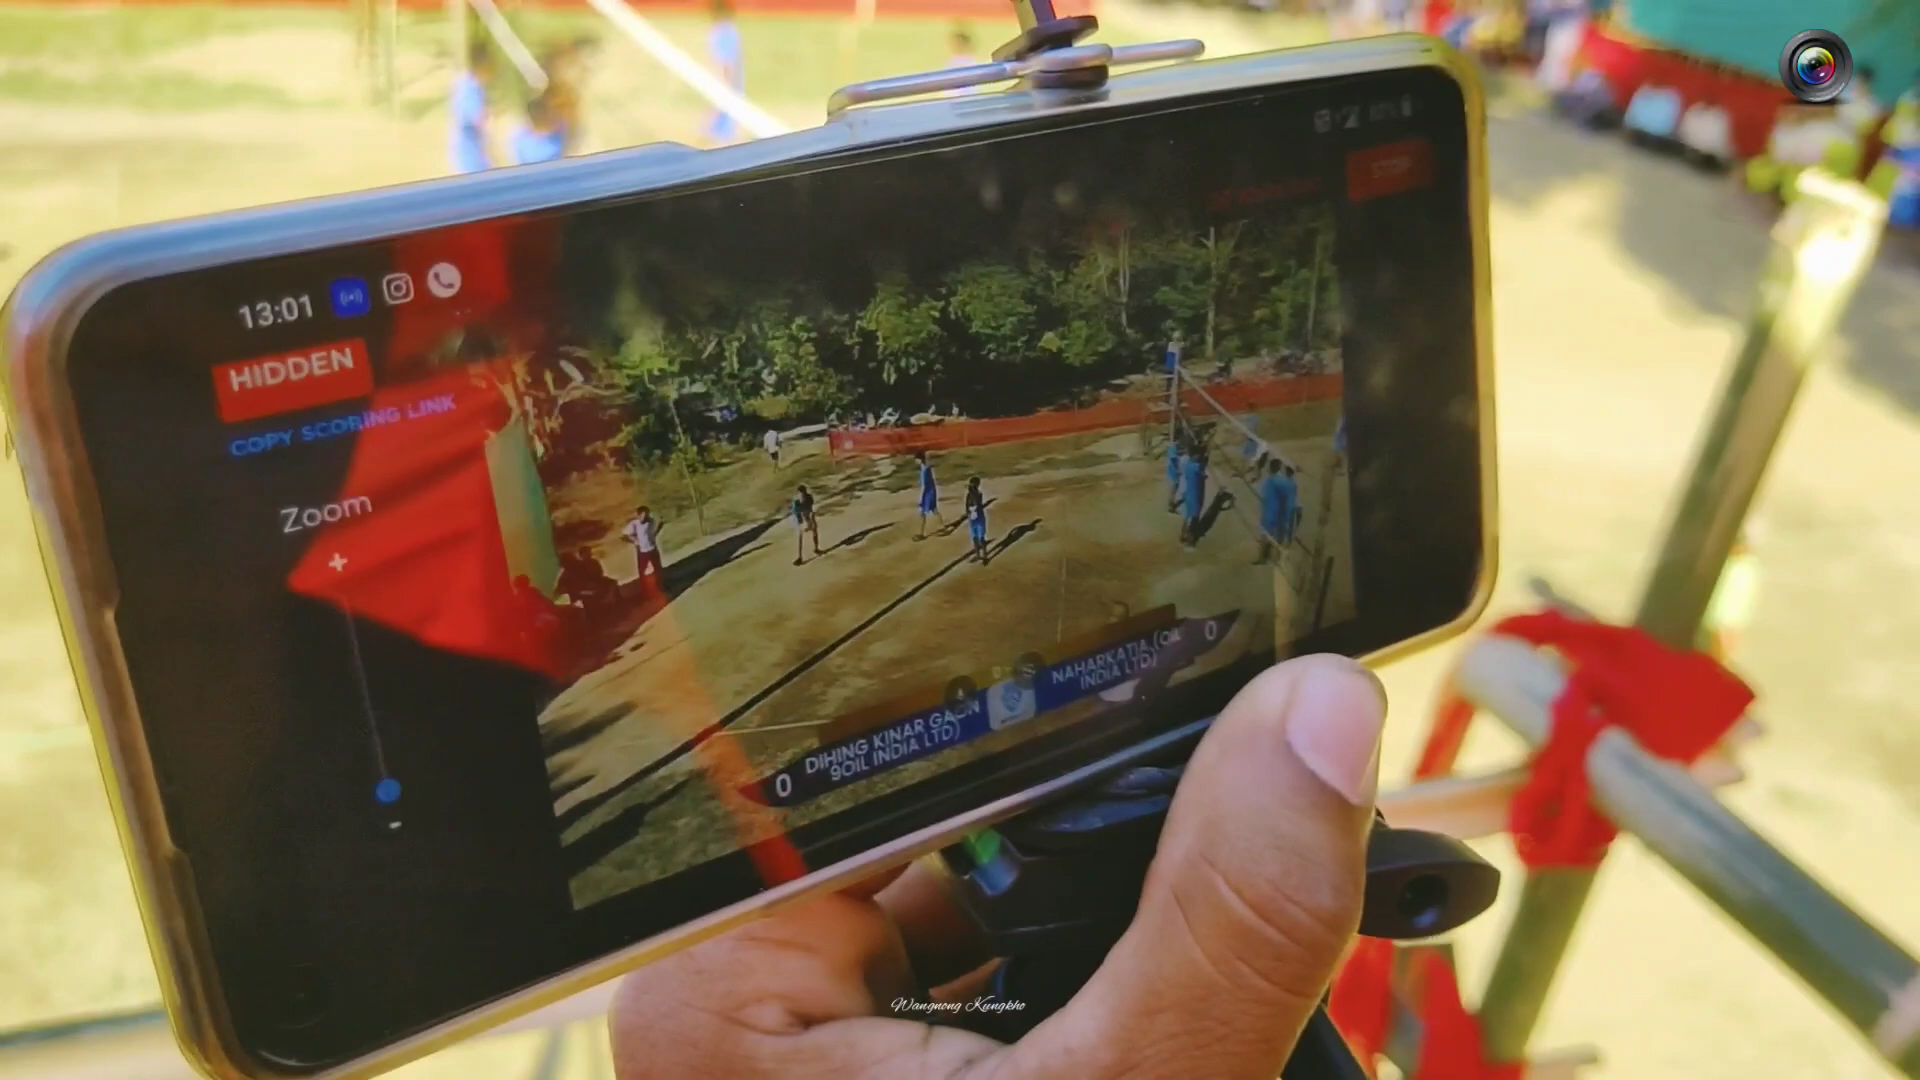 13:01
HIDDEN
COPY SCORING LINK
Zoom
+
-
STOP
0
DIHING KINAR GAON
9OIL INDIA LTD)
NAHARKATIA (OIL
INDIA LTD)
0
Wangnong Kungkho